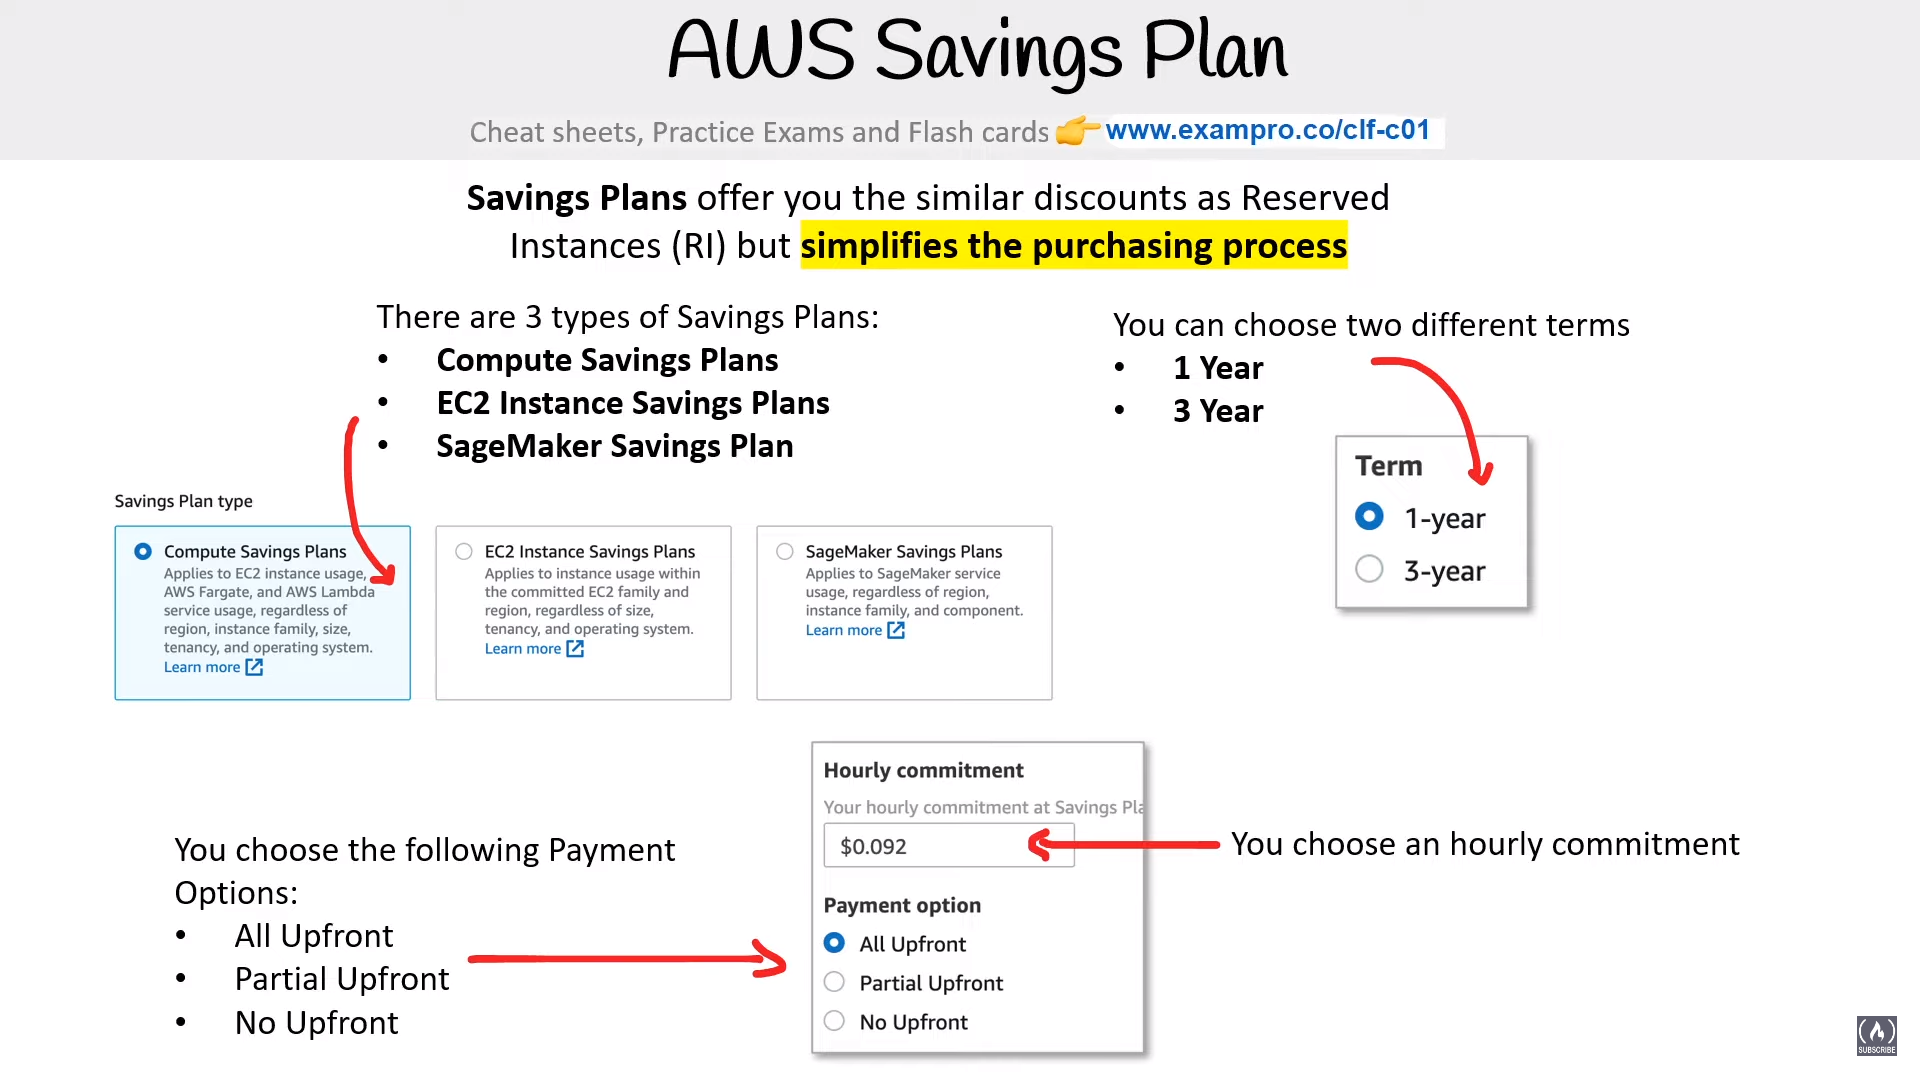 AWS Savings Plan
Cheat sheets, Practice Exams and Flash cards 👉 www.exampro.co/clf-c01
Savings Plans offer you the similar discounts as Reserved
Instances (RI) but simplifies the purchasing process
There are 3 types of Savings Plans:
• Compute Savings Plans
• EC2 Instance Savings Plans
• SageMaker Savings Plan
You can choose two different terms
• 1 Year
• 3 Year
Term
1-year
3-year
Savings Plan type
Compute Savings Plans
Applies to EC2 instance usage,
AWS Fargate, and AWS Lambda
service usage, regardless of
region, instance family, size,
tenancy, and operating system.
Learn more
EC2 Instance Savings Plans
Applies to instance usage within
the committed EC2 family and
region, regardless of size,
tenancy, and operating system.
Learn more
SageMaker Savings Plans
Applies to SageMaker service
usage, regardless of region,
instance family, and component.
Learn more
You choose the following Payment
Options:
• All Upfront
• Partial Upfront
• No Upfront
Hourly commitment
Your hourly commitment at Savings Pla
$0.092
Payment option
All Upfront
Partial Upfront
No Upfront
You choose an hourly commitment
SUBSCRIBE